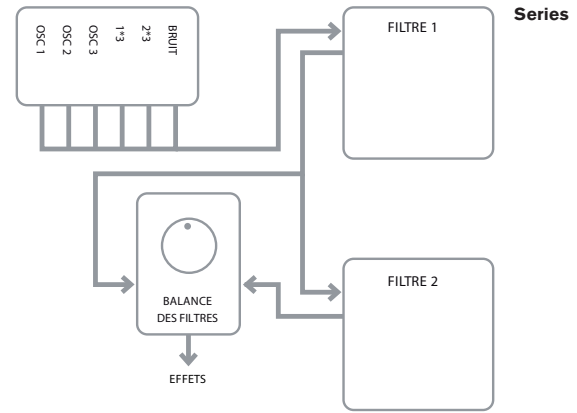 Series
OSC 1
OSC 2
OSC 3
1*3
2*3
BRUIT
FILTRE 1
BALANCE
DES FILTRES
FILTRE 2
EFFETS